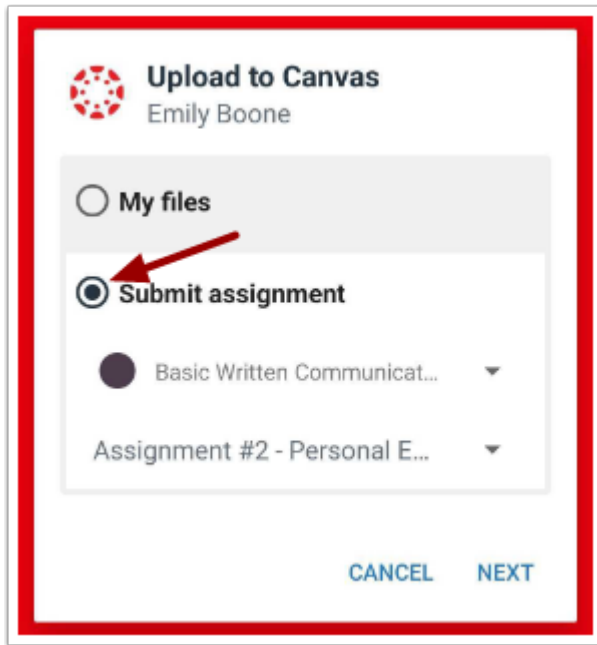 Upload to Canvas
Emily Boone
My files
Submit assignment
Basic Written Communicat...
Assignment #2 - Personal E...
CANCEL NEXT